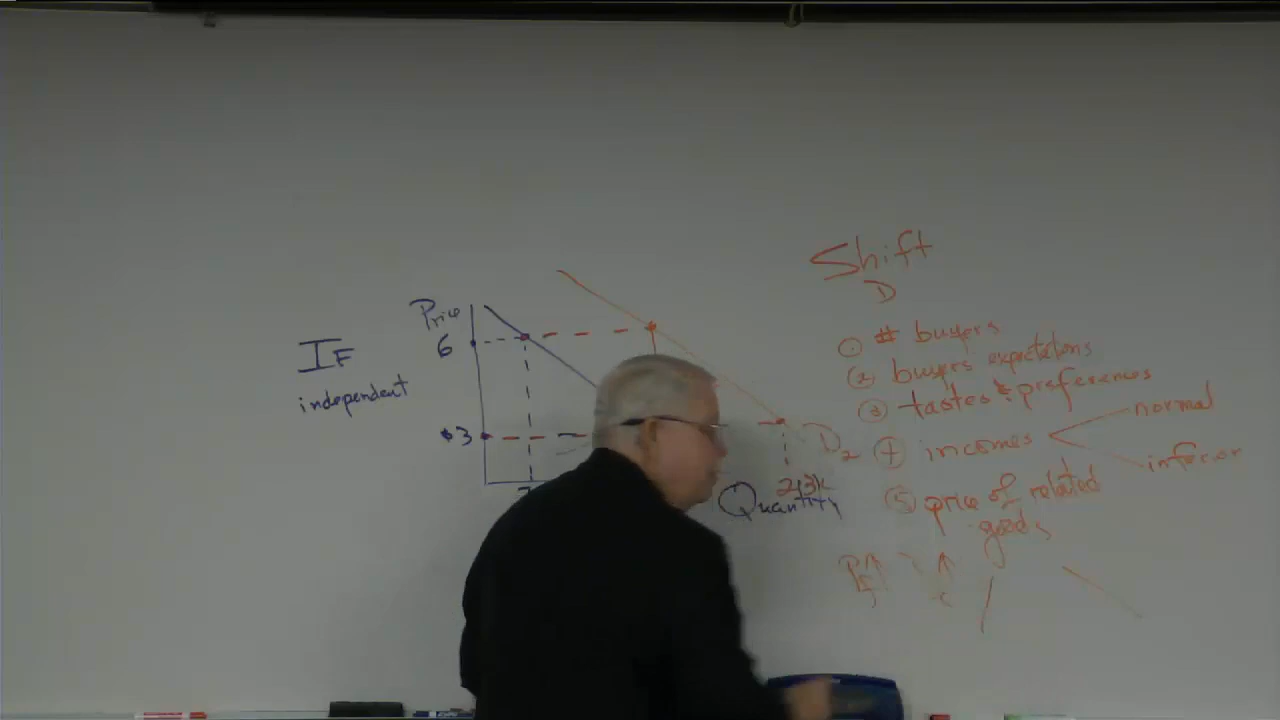 Price
6
IF
independent
$3
7
D2
Quantity
Shift
D
① # buyers
② buyers' expectations
③ tastes & preferences
④ incomes
normal
inferior
⑤ price of related
goods